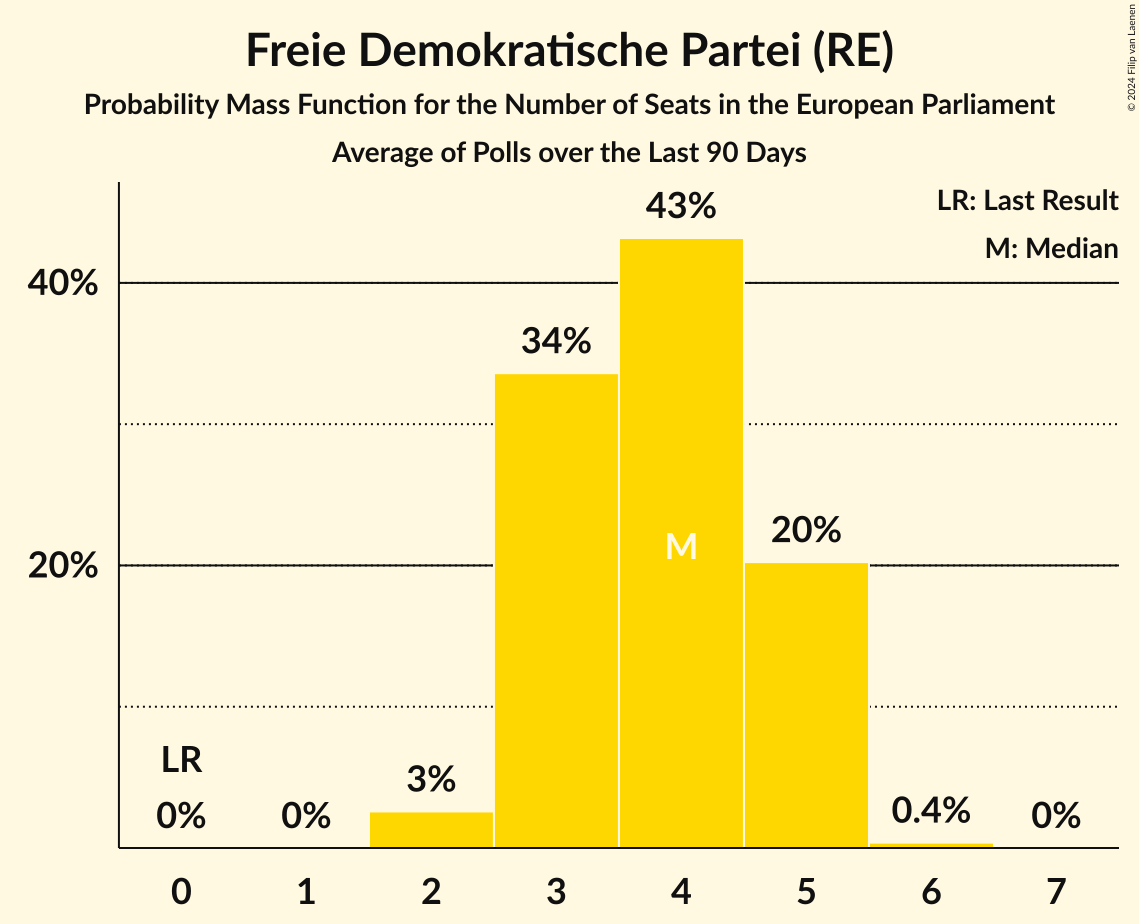 Freie Demokratische Partei (RE)
Probability Mass Function for the Number of Seats in the European Parliament
Average of Polls over the Last 90 Days
© 2024 Filip van Laenen
LR: Last Result
M: Median
43%
40%
34%
20%
M
20%
LR
3%
0%
0%
0.4%
0%
0 1 2 3 4 5 6 7